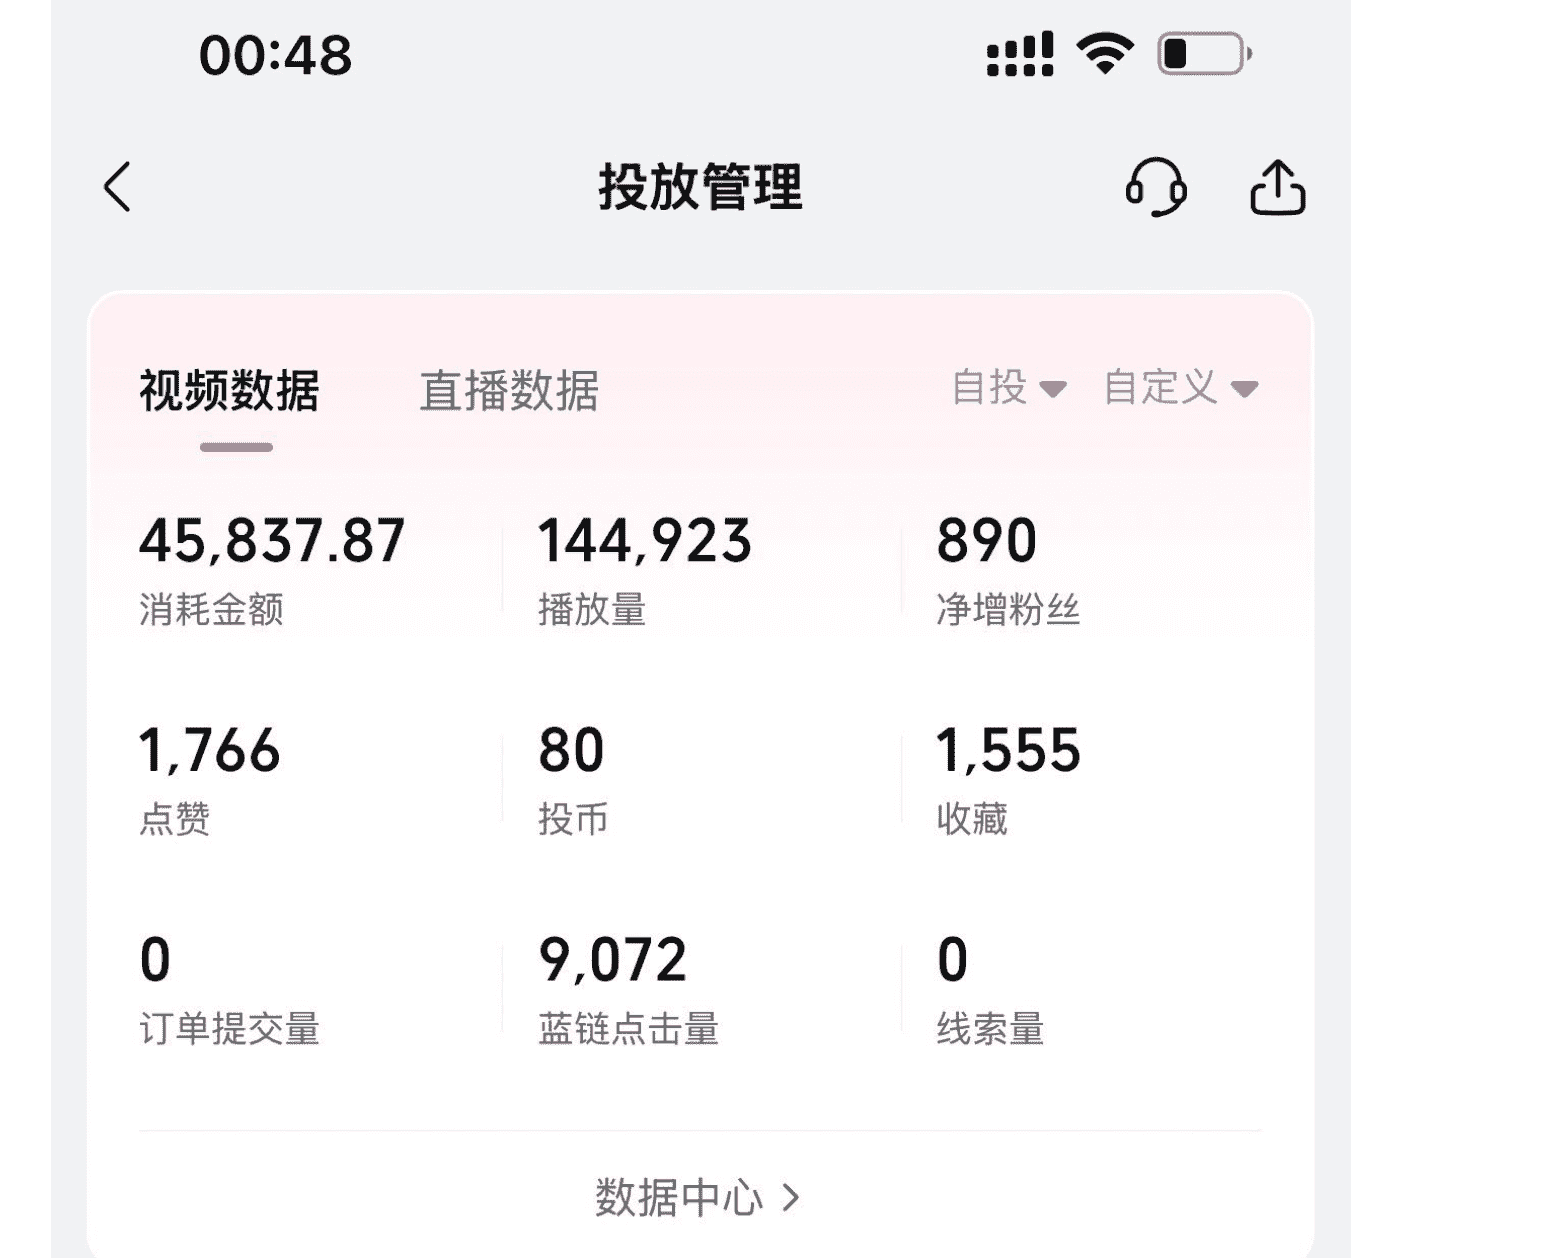 00:48
投放管理
视频数据 直播数据 自投 自定义
45,837.87 144,923 890
消耗金额 播放量 净增粉丝
1,766 80 1,555
点赞 投币 收藏
0 9,072 0
订单提交量 蓝链点击量 线索量
数据中心